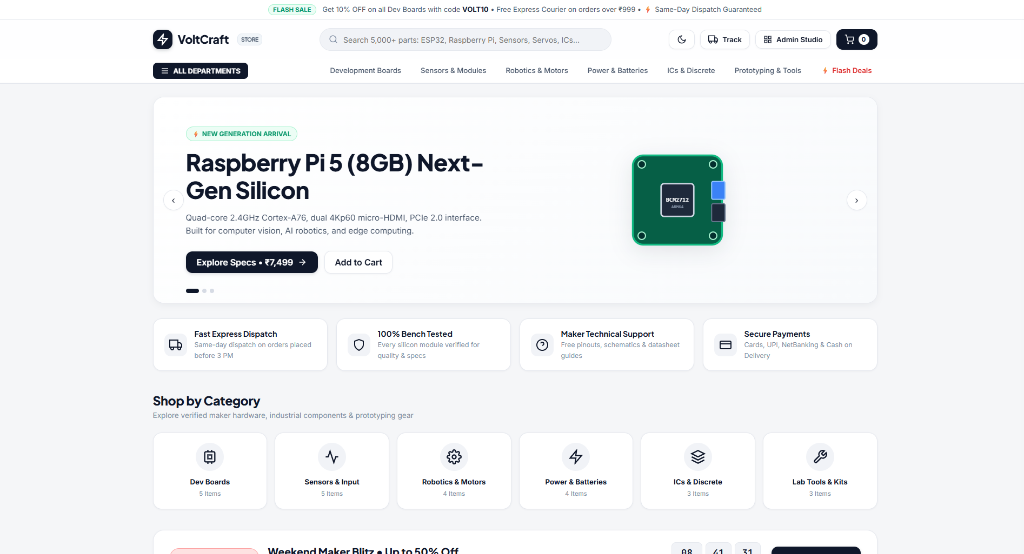 FLASH SALE Get 10% OFF on all Dev Boards with code VOLT10 • Free Express Courier on orders over ₹999 • Same-Day Dispatch Guaranteed
VoltCraft STORE
Search 5,000+ parts: ESP32, Raspberry Pi, Sensors, Servos, ICs...
Track
Admin Studio
0
ALL DEPARTMENTS
Development Boards
Sensors & Modules
Robotics & Motors
Power & Batteries
ICs & Discrete
Prototyping & Tools
Flash Deals
NEW GENERATION ARRIVAL
Raspberry Pi 5 (8GB) Next-
Gen Silicon
Quad-core 2.4GHz Cortex-A76, dual 4Kp60 micro-HDMI, PCIe 2.0 interface.
Built for computer vision, AI robotics, and edge computing.
Explore Specs • ₹7,499 →
Add to Cart
BCM2712
Fast Express Dispatch
Same-day dispatch on orders placed
before 3 PM
100% Bench Tested
Every silicon module verified for
quality & specs
Maker Technical Support
Free pinouts, schematics & datasheet
guides
Secure Payments
Cards, UPI, NetBanking & Cash on
Delivery
Shop by Category
Explore verified maker hardware, industrial components & prototyping gear
Dev Boards
5 Items
Sensors & Input
5 Items
Robotics & Motors
4 Items
Power & Batteries
4 Items
ICs & Discrete
3 Items
Lab Tools & Kits
3 Items
Weekend Maker Blitz • Up to 50% Off
08 41 31